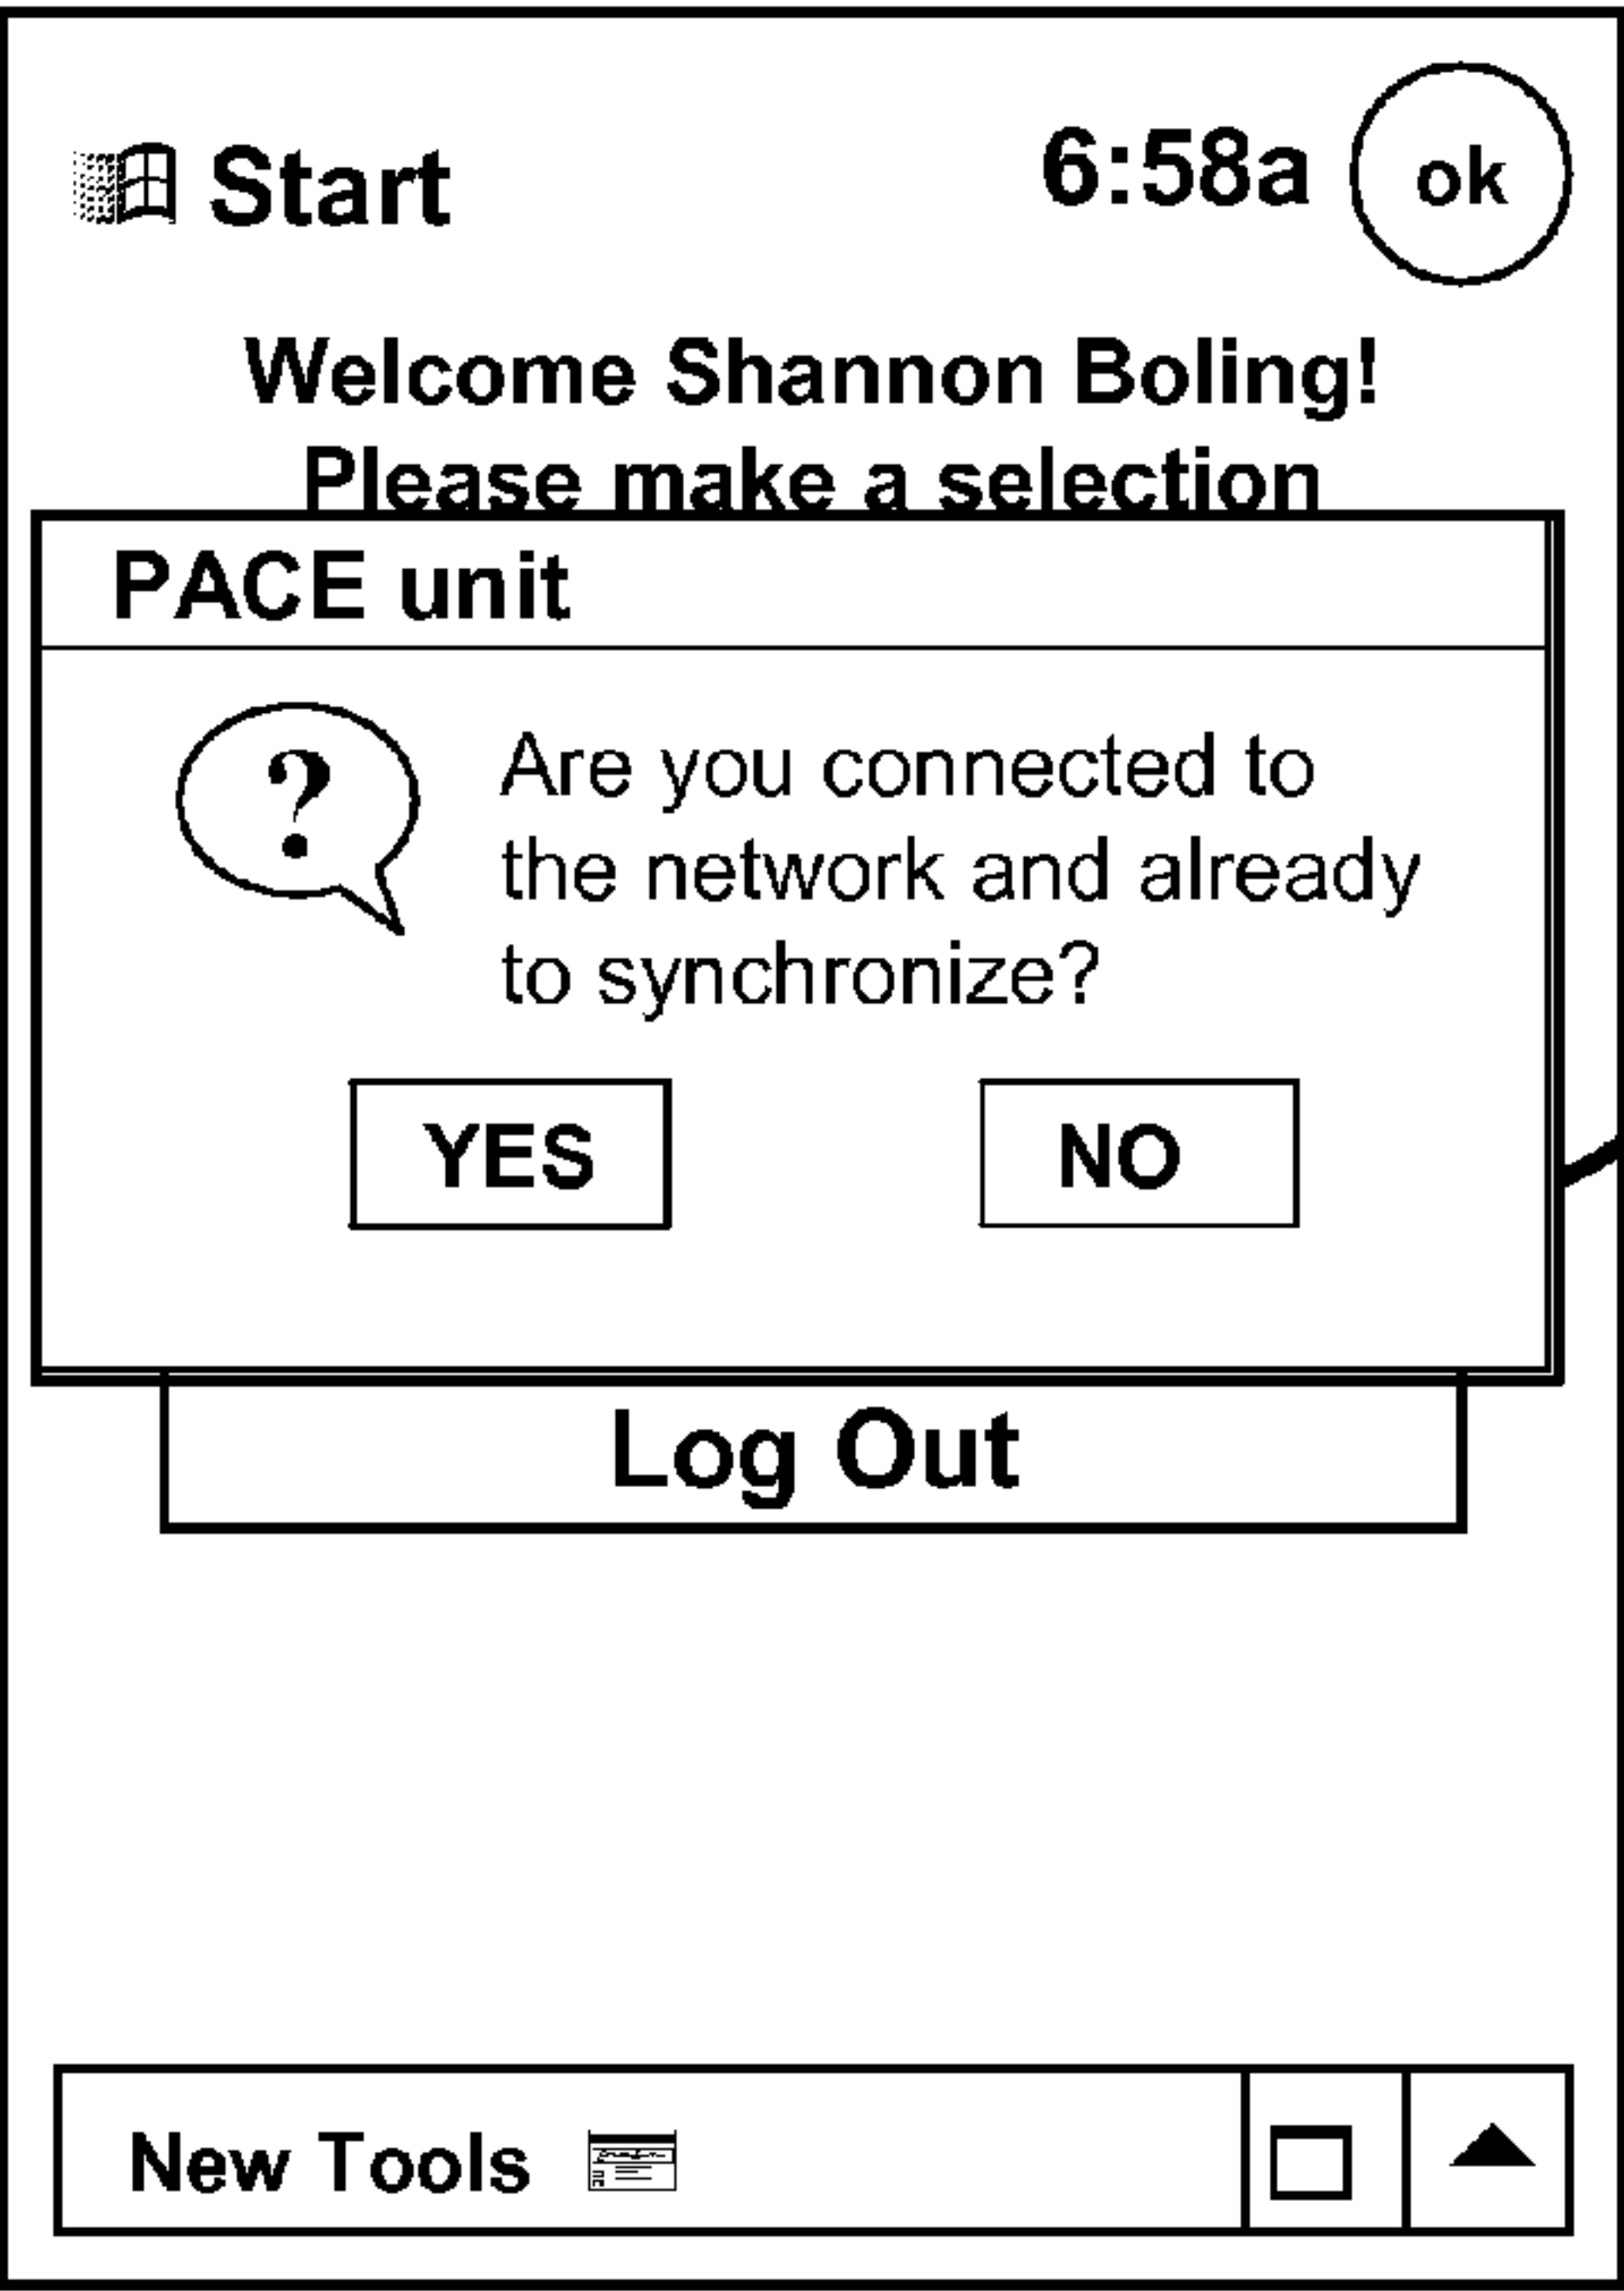 Start 6:58a ok
Welcome Shannon Boling!
Please make a selection
PACE unit
?
Are you connected to
the network and already
to synchronize?
YES NO
Log Out
New Tools